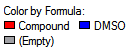 Color by Formula:
Compound DMSO
(Empty)